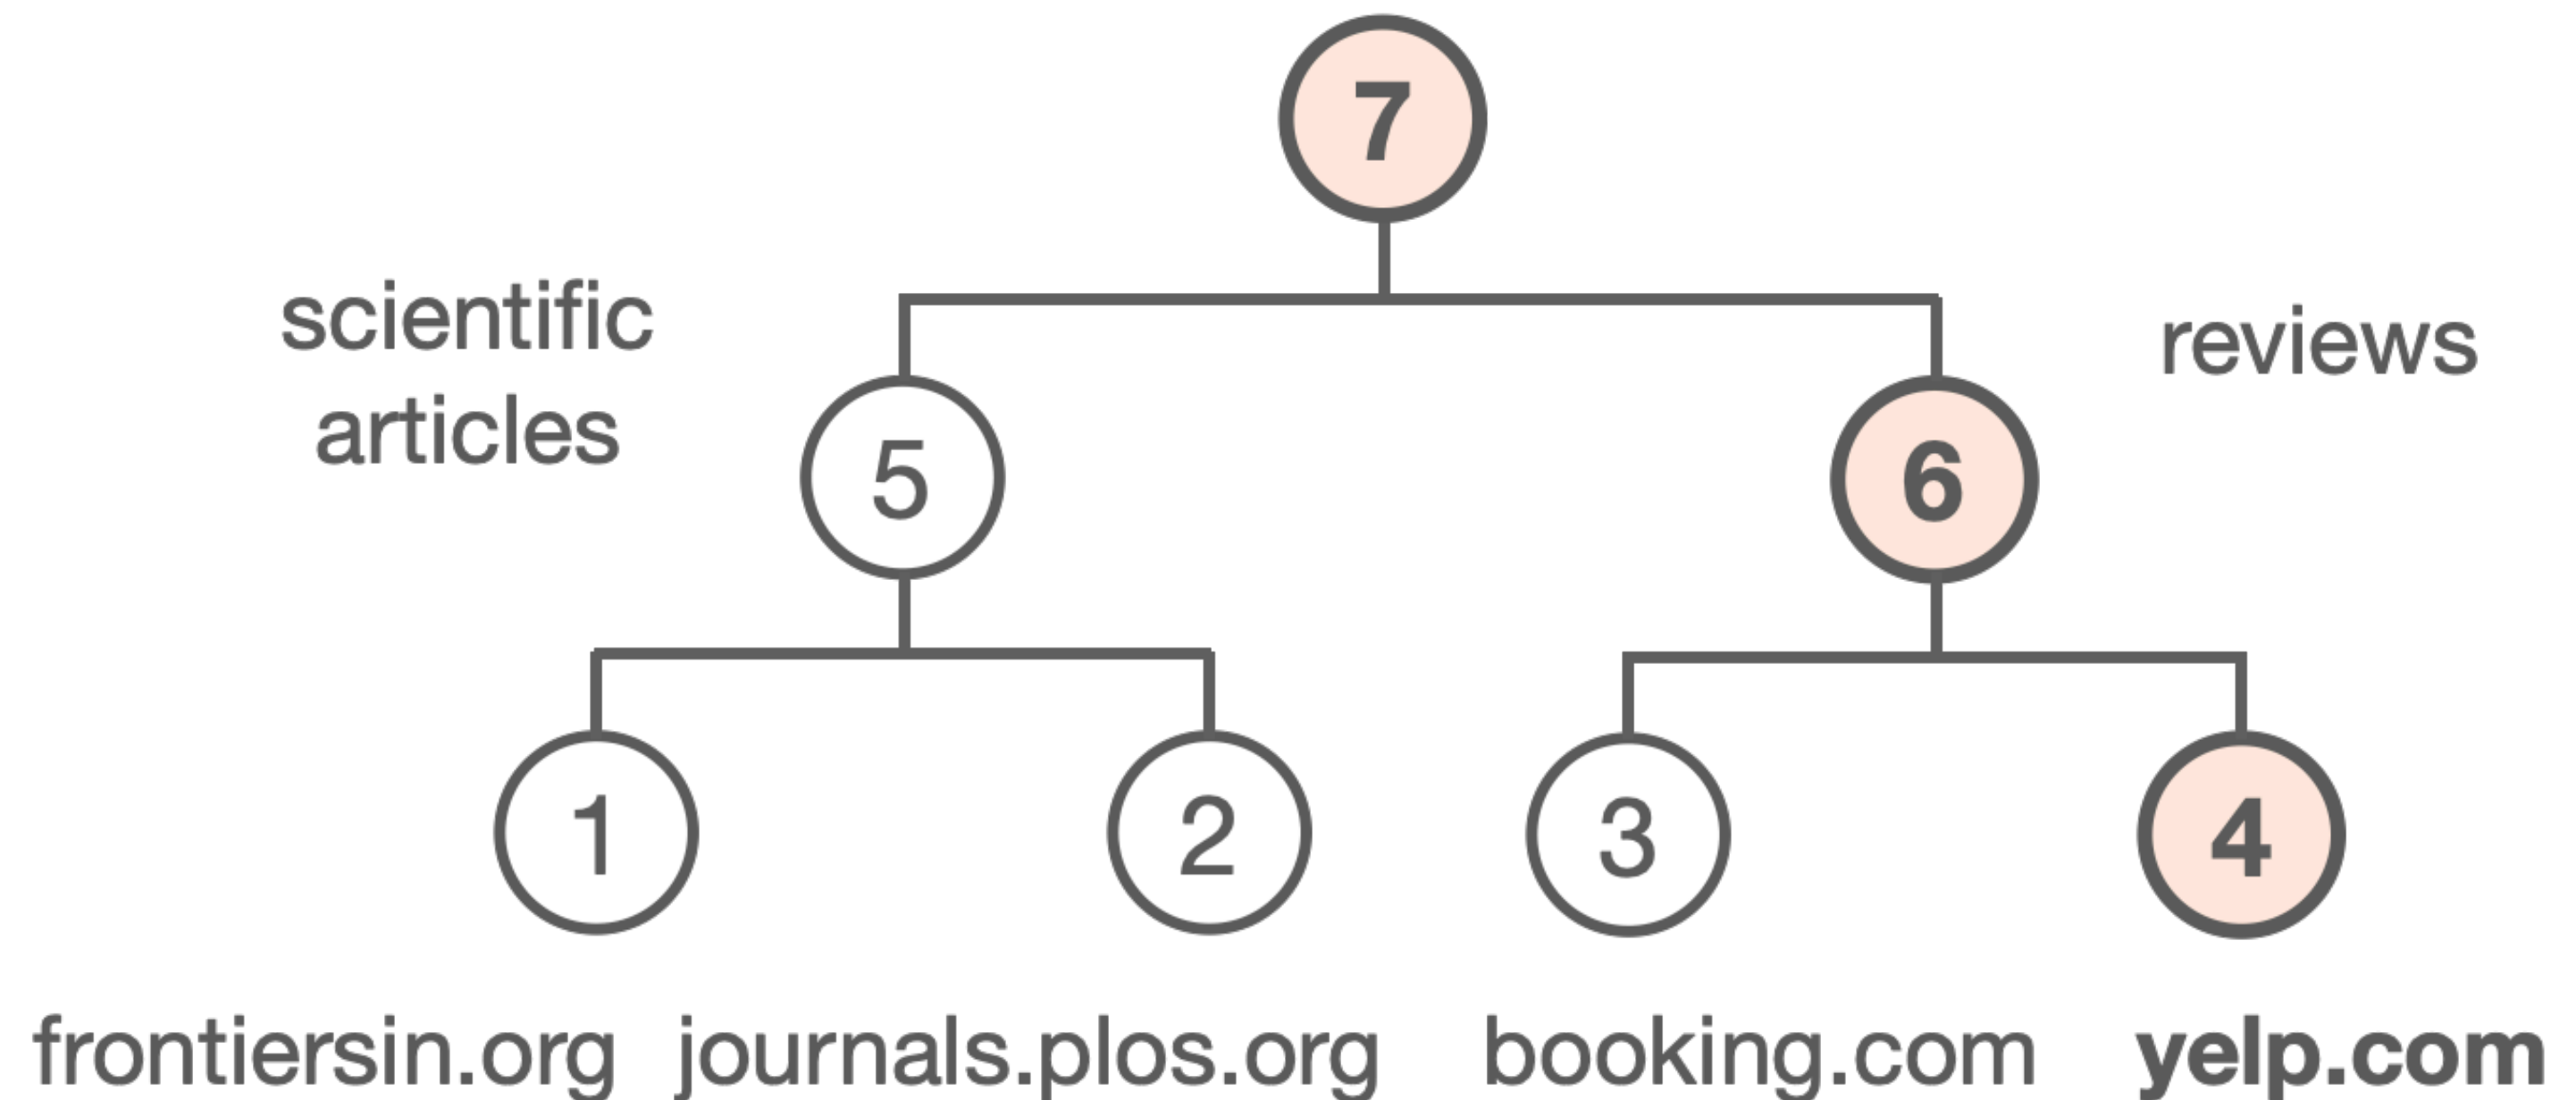 7
scientific
articles
reviews
5
6
1
2
3
4
frontiersin.org
journals.plos.org
booking.com
yelp.com